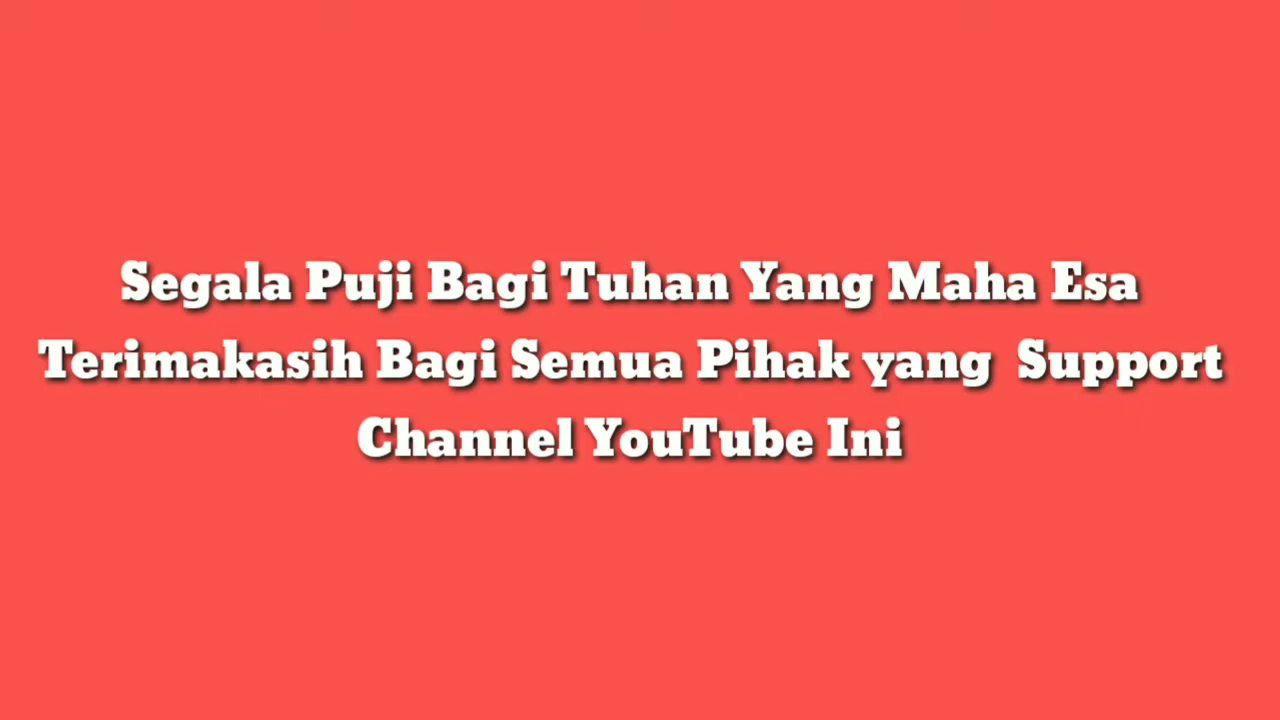 Segala Puji Bagi Tuhan Yang Maha Esa
Terimakasih Bagi Semua Pihak yang  Support
Channel YouTube Ini